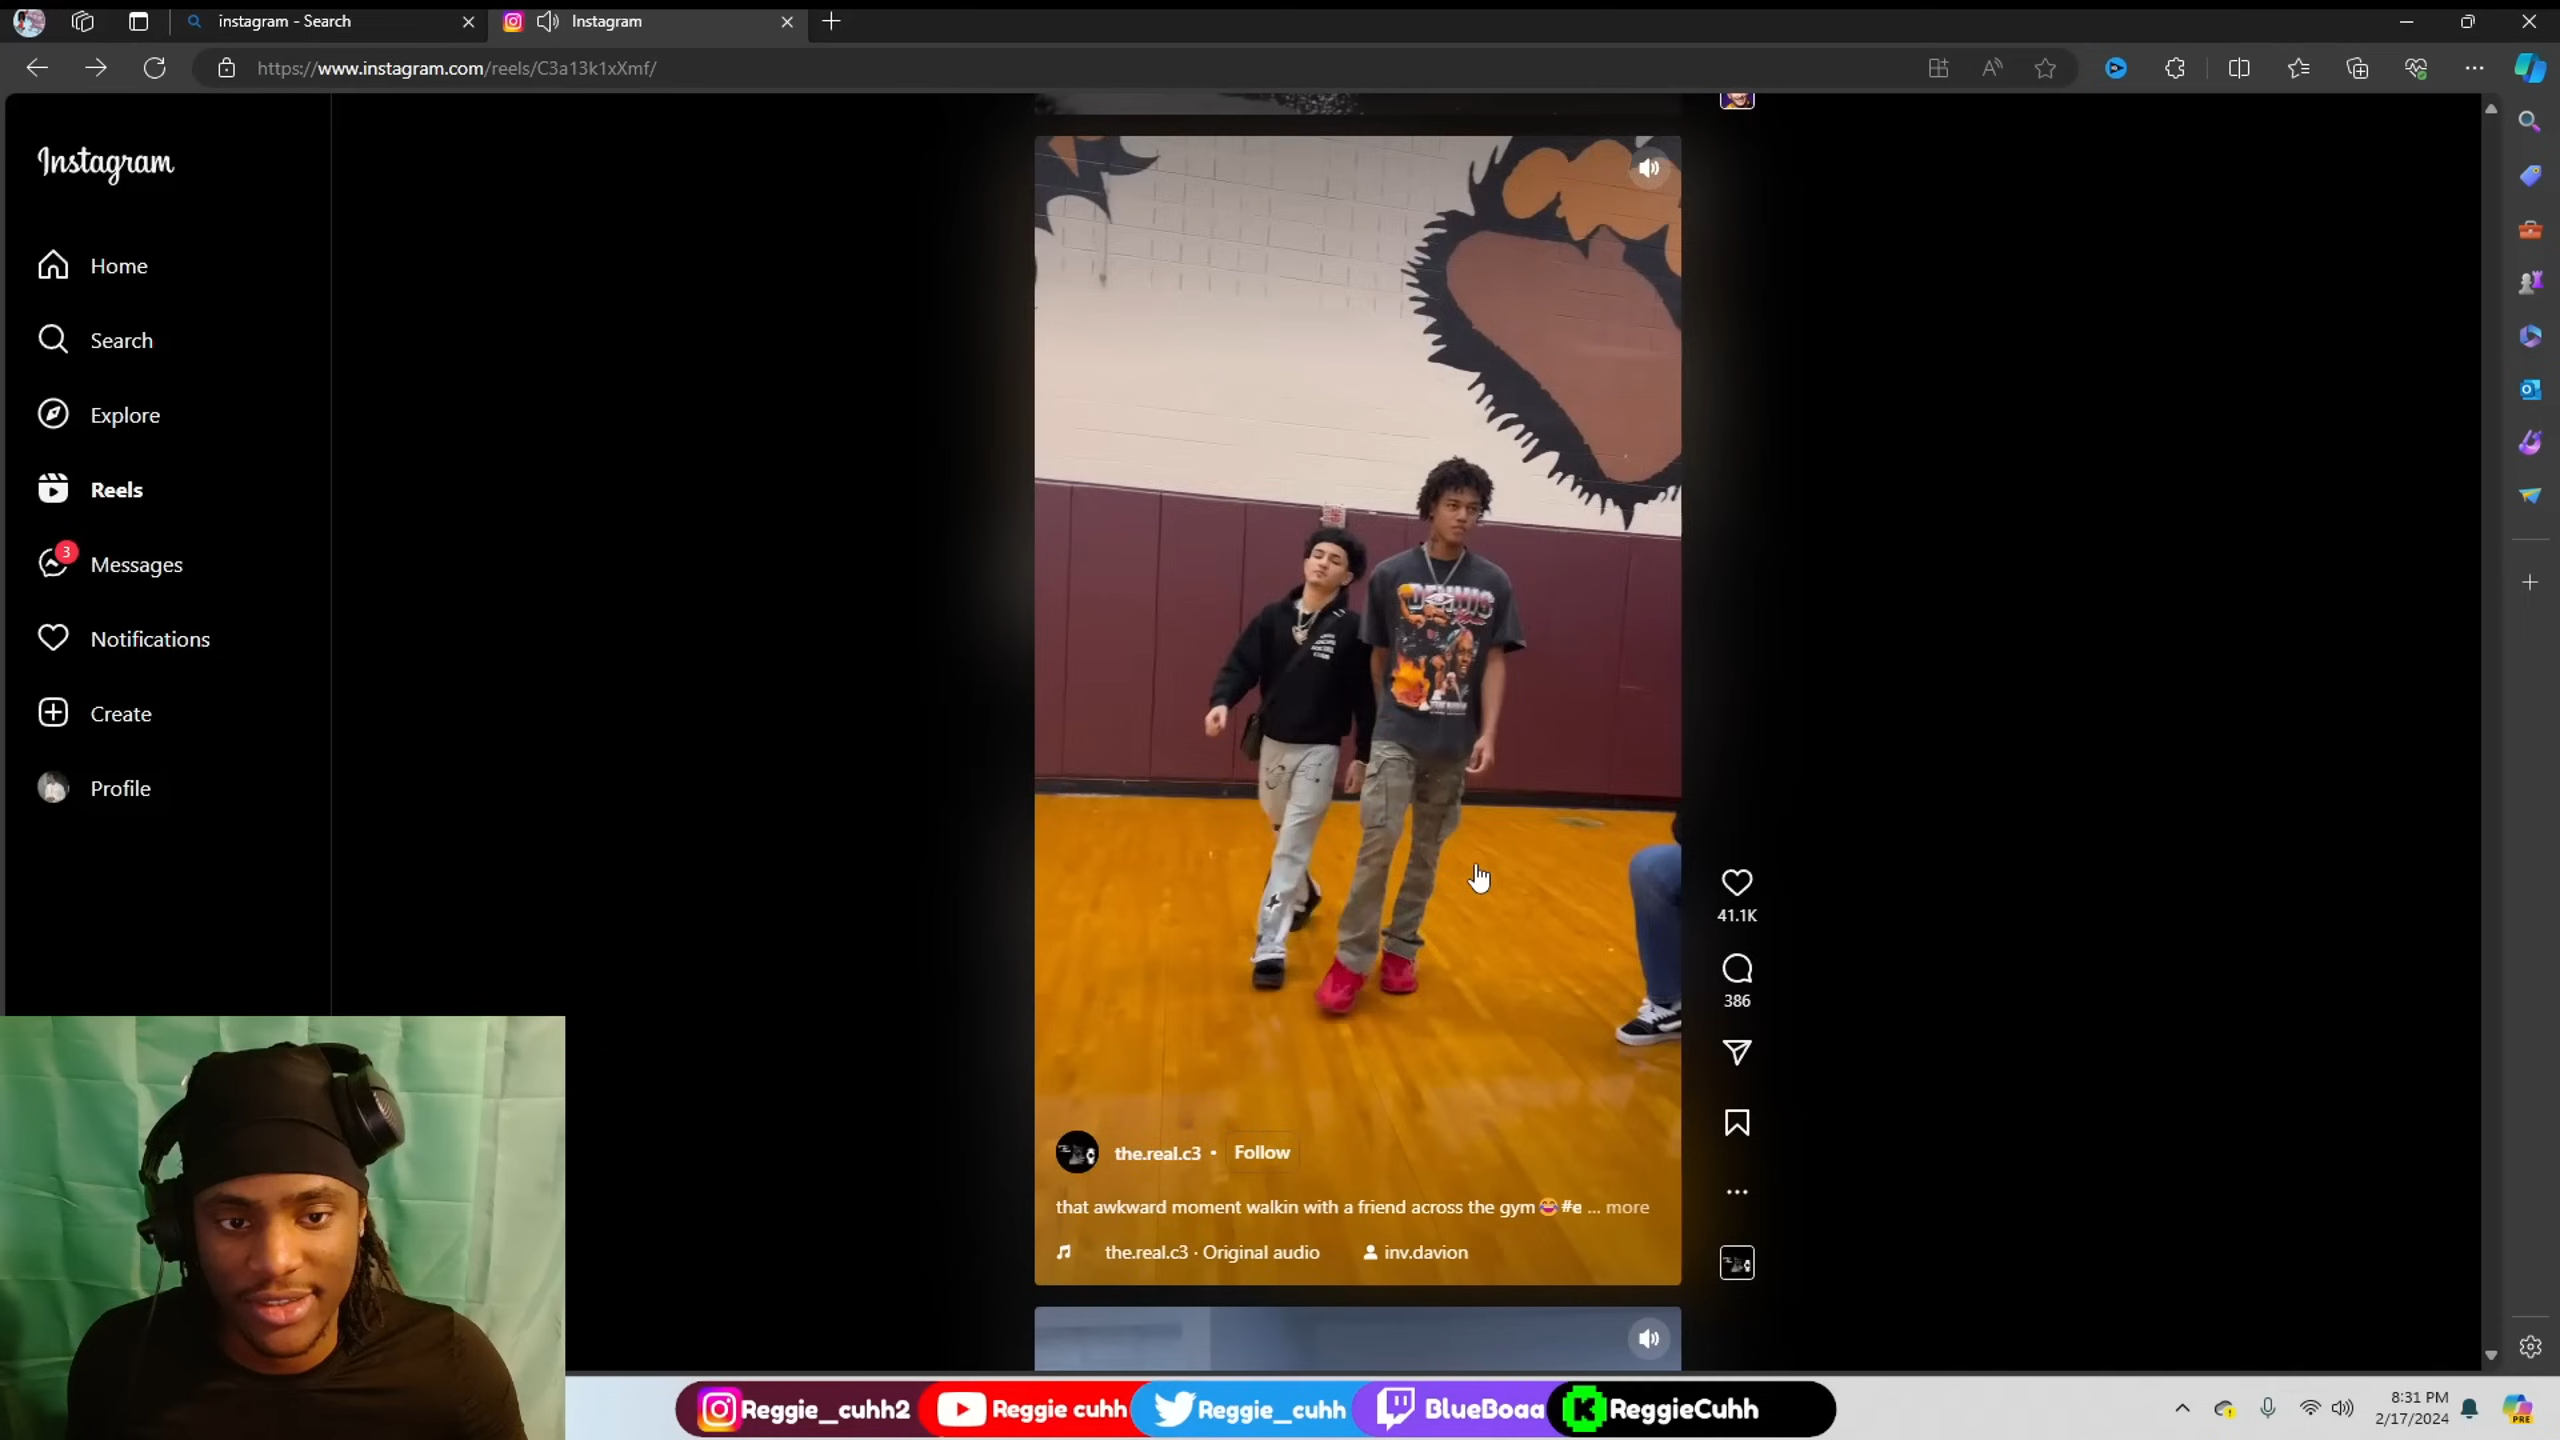 instagram - Search
Instagram
https://www.instagram.com/reels/C3a13k1xXmf/
Instagram
Home
Search
Explore
Reels
3
Messages
Notifications
Create
Profile
DENNIS
41.1K
386
the.real.c3 • Follow
that awkward moment walkin with a friend across the gym😂#e ... more
the.real.c3 · Original audio inv.davion
Reggie_cuhh2 Reggie cuhh Reggie_cuhh BlueBoaa ReggieCuhh
8:31 PM
2/17/2024
PRE